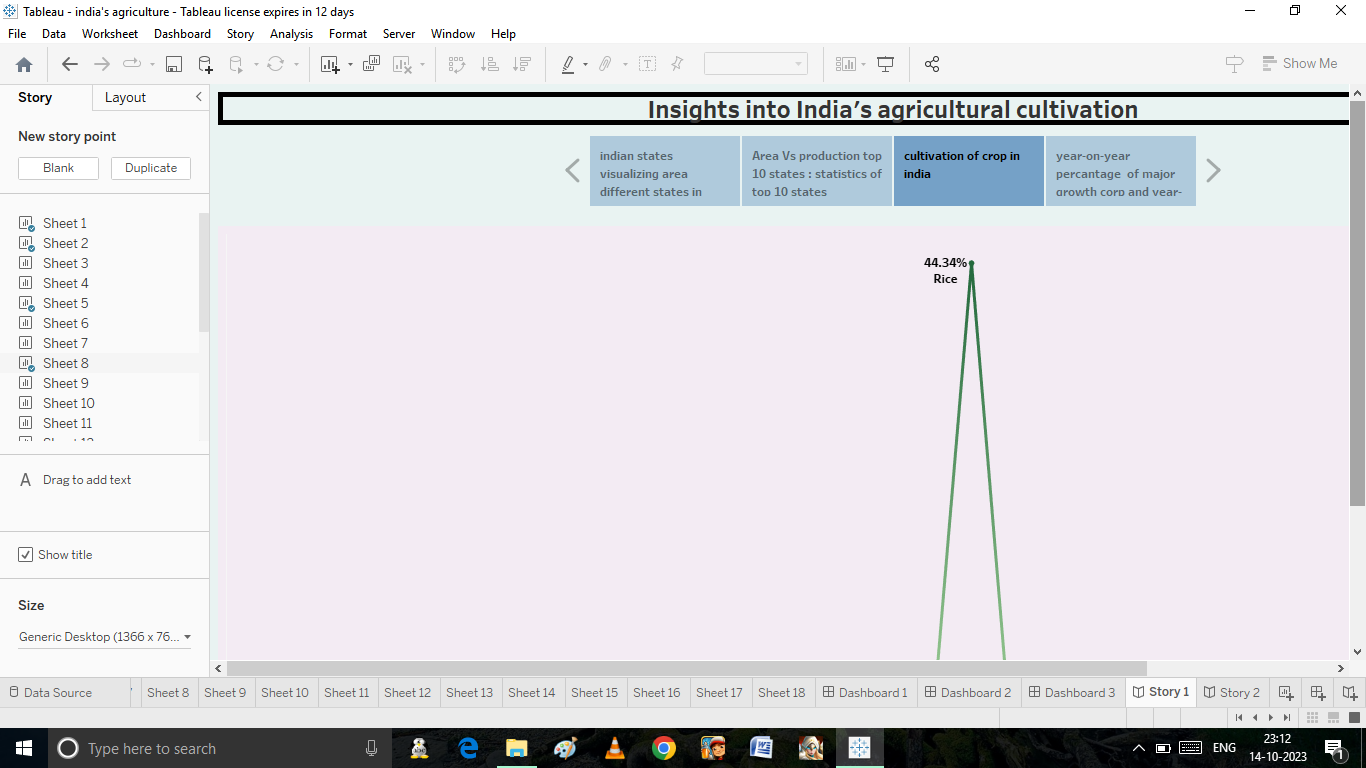 Tableau - india's agriculture - Tableau license expires in 12 days
File Data Worksheet Dashboard Story Analysis Format Server Window Help
Show Me
Story Layout
New story point
Blank Duplicate
Sheet 1
Sheet 2
Sheet 3
Sheet 4
Sheet 5
Sheet 6
Sheet 7
Sheet 8
Sheet 9
Sheet 10
Sheet 11
A Drag to add text
Show title
Size
Generic Desktop (1366 x 76...
Insights into India’s agricultural cultivation
indian states
visualizing area
different states in
Area Vs production top
10 states : statistics of
top 10 states
cultivation of crop in
india
year-on-year
percentage of major
growth corp and year-
44.34%
Rice
Data Source Sheet 8 Sheet 9 Sheet 10 Sheet 11 Sheet 12 Sheet 13 Sheet 14 Sheet 15 Sheet 16 Sheet 17 Sheet 18 Dashboard 1 Dashboard 2 Dashboard 3 Story 1 Story 2
Type here to search
ENG
23:12
14-10-2023
1